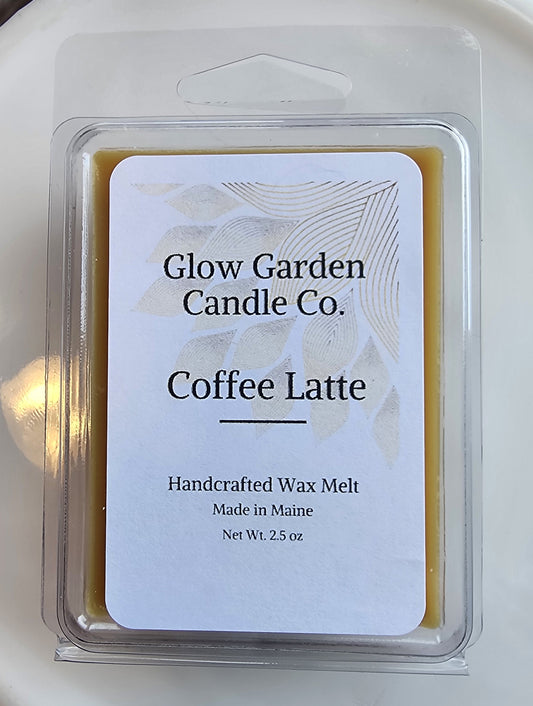 Glow Garden
Candle Co.
Coffee Latte
Handcrafted Wax Melt
Made in Maine
Net Wt. 2.5 oz